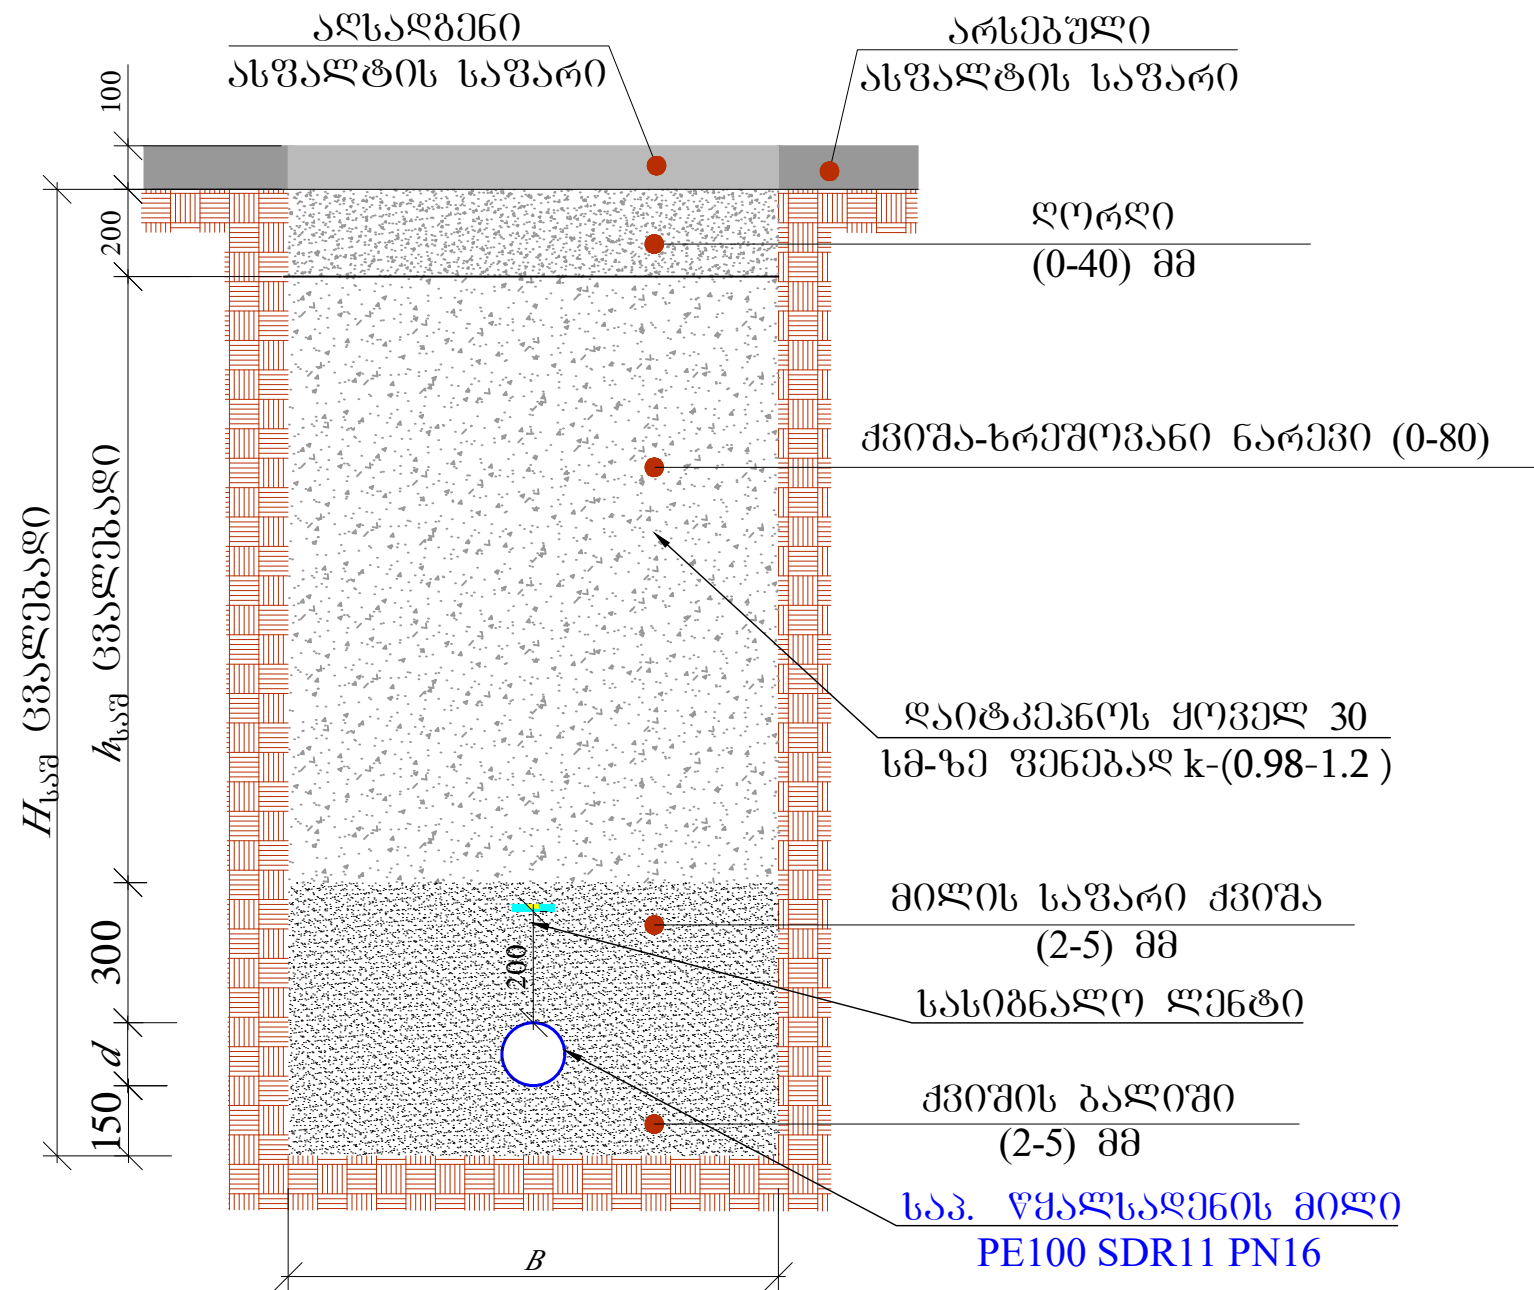 აღსადგენი
ასფალტის საფარი
არსებული
ასფალტის საფარი
100
200
ღორღი
(0-40) მმ
ქვიშა-ხრეშოვანი ნარევი (0-80)
Hსაშ ცვალებადი
hსაშ ცვალებადი
დაიტკეპნოს ყოველ 30
სმ-ზე ფენებად k-(0.98-1.2 )
მილის საფარი ქვიშა
(2-5) მმ
300
200
სასიგნალო ლენტი
d
150
ქვიშის ბალიში
(2-5) მმ
საპ. წყალსადენის მილი
PE100 SDR11 PN16
B